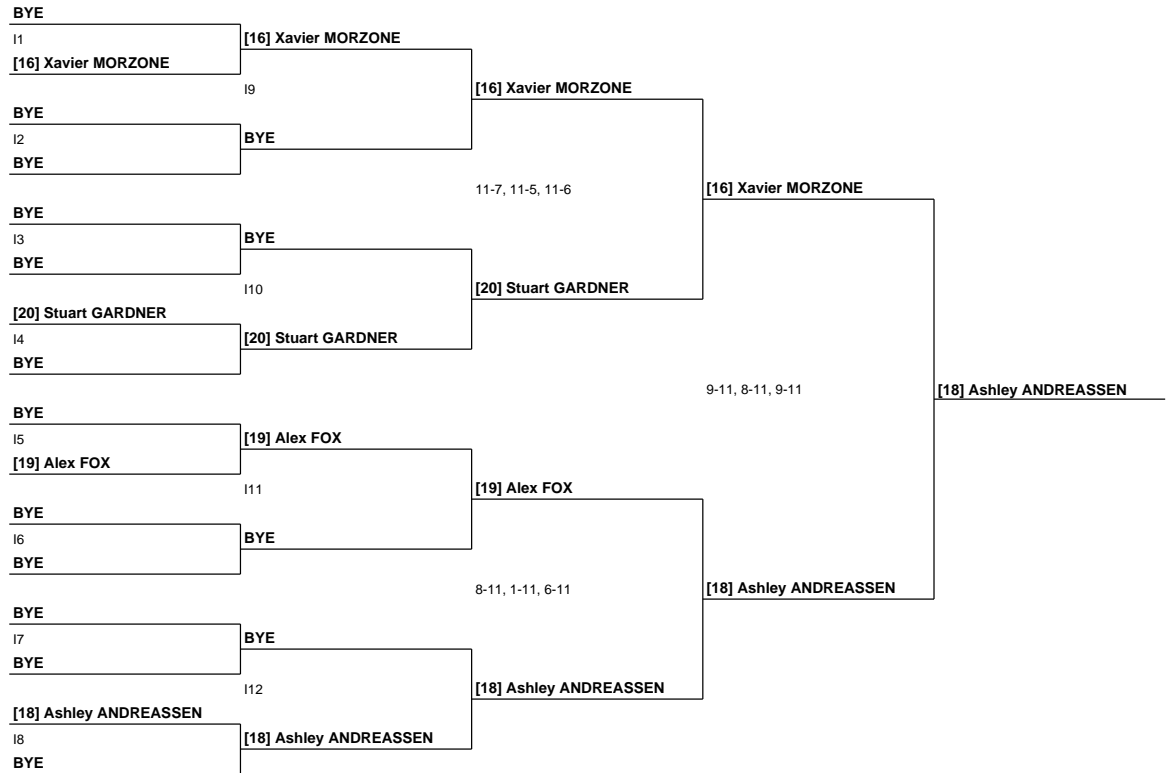 BYE
I1
[16] Xavier MORZONE
[16] Xavier MORZONE
I9
[16] Xavier MORZONE
BYE
I2
BYE
BYE
11-7, 11-5, 11-6
[16] Xavier MORZONE
BYE
I3
BYE
BYE
I10
[20] Stuart GARDNER
[20] Stuart GARDNER
I4
[20] Stuart GARDNER
BYE
9-11, 8-11, 9-11
[18] Ashley ANDREASSEN
BYE
I5
[19] Alex FOX
[19] Alex FOX
I11
[19] Alex FOX
BYE
I6
BYE
BYE
8-11, 1-11, 6-11
[18] Ashley ANDREASSEN
BYE
I7
BYE
BYE
I12
[18] Ashley ANDREASSEN
[18] Ashley ANDREASSEN
I8
[18] Ashley ANDREASSEN
BYE